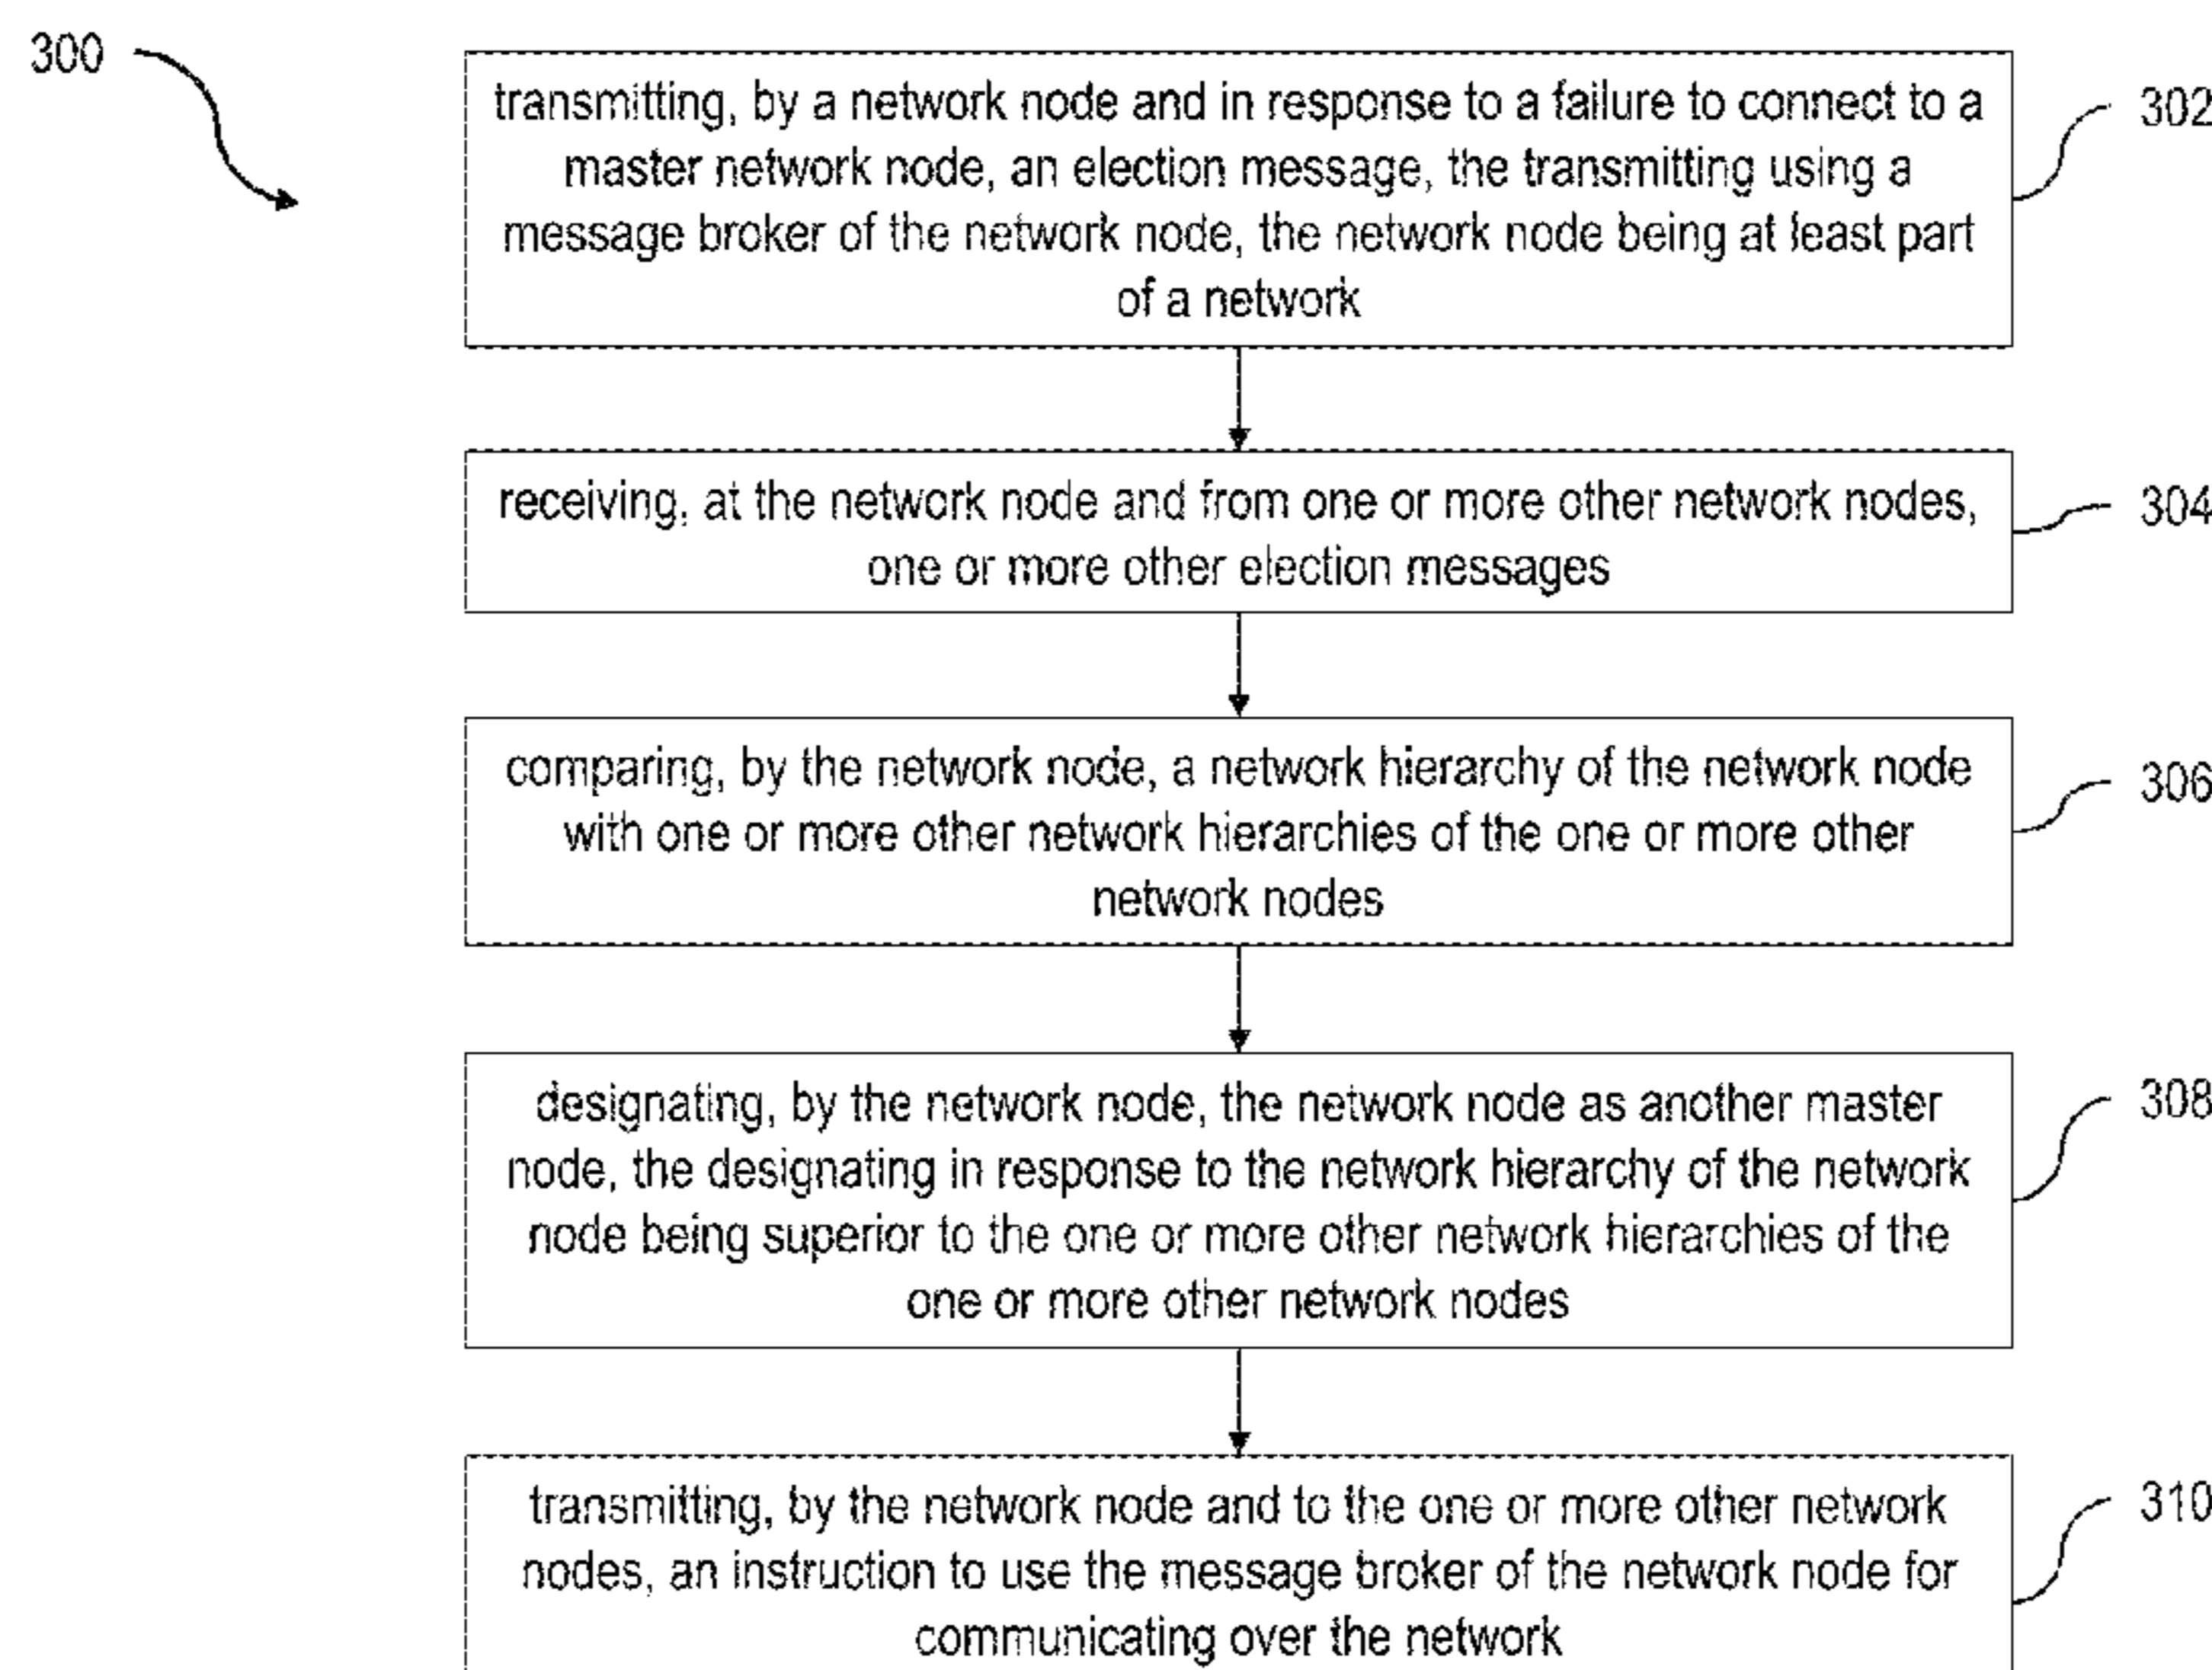 300
transmitting, by a network node and in response to a failure to connect to a
master network node, an election message, the transmitting using a
message broker of the network node, the network node being at least part
of a network
302
receiving, at the network node and from one or more other network nodes,
one or more other election messages
304
comparing, by the network node, a network hierarchy of the network node
with one or more other network hierarchies of the one or more other
network nodes
306
designating, by the network node, the network node as another master
node, the designating in response to the network hierarchy of the network
node being superior to the one or more other network hierarchies of the
one or more other network nodes
308
transmitting, by the network node and to the one or more other network
nodes, an instruction to use the message broker of the network node for
communicating over the network
310